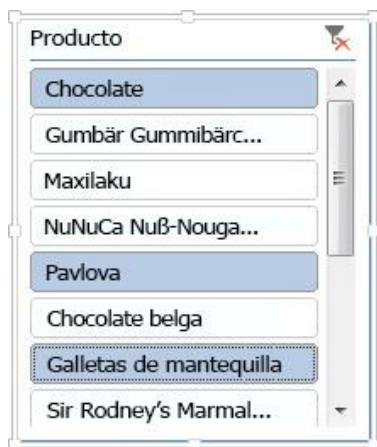 Producto
Chocolate
Gumbär Gummibärc...
Maxilaku
NuNuCa Nuß-Nouga...
Pavlova
Chocolate belga
Galletas de mantequilla
Sir Rodney's Marmal...